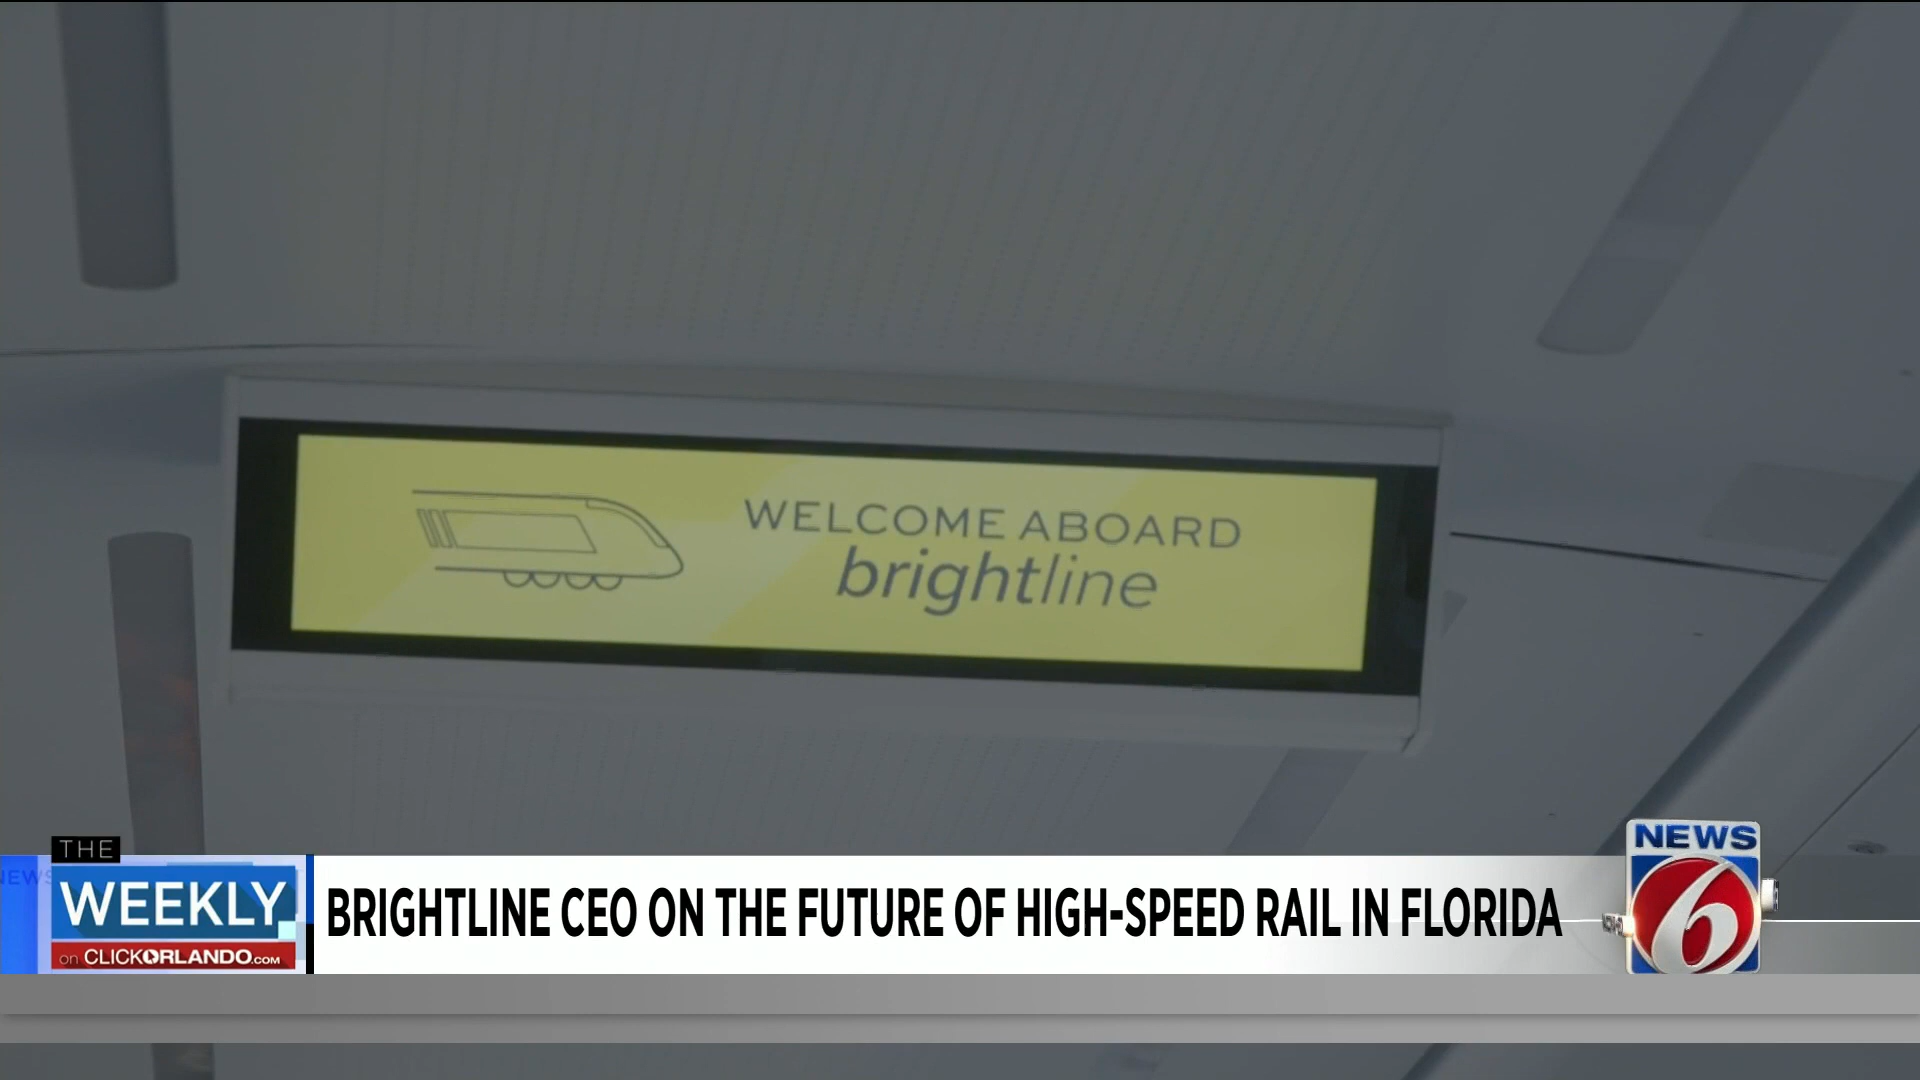 WELCOME ABOARD
brightline
THE
NEWS
WEEKLY
on CLICKORLANDO.COM
BRIGHTLINE CEO ON THE FUTURE OF HIGH-SPEED RAIL IN FLORIDA
NEWS
6